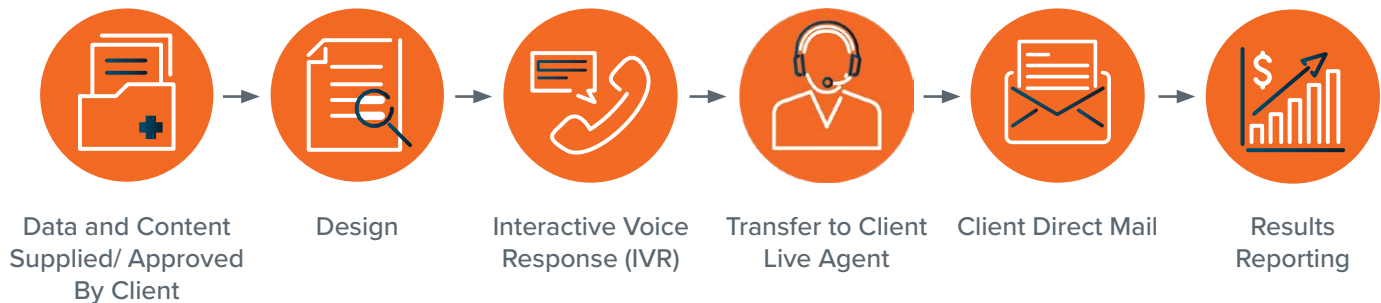 $
Data and Content
Supplied/ Approved
By Client
Design
Interactive Voice
Response (IVR)
Transfer to Client
Live Agent
Client Direct Mail
Results
Reporting